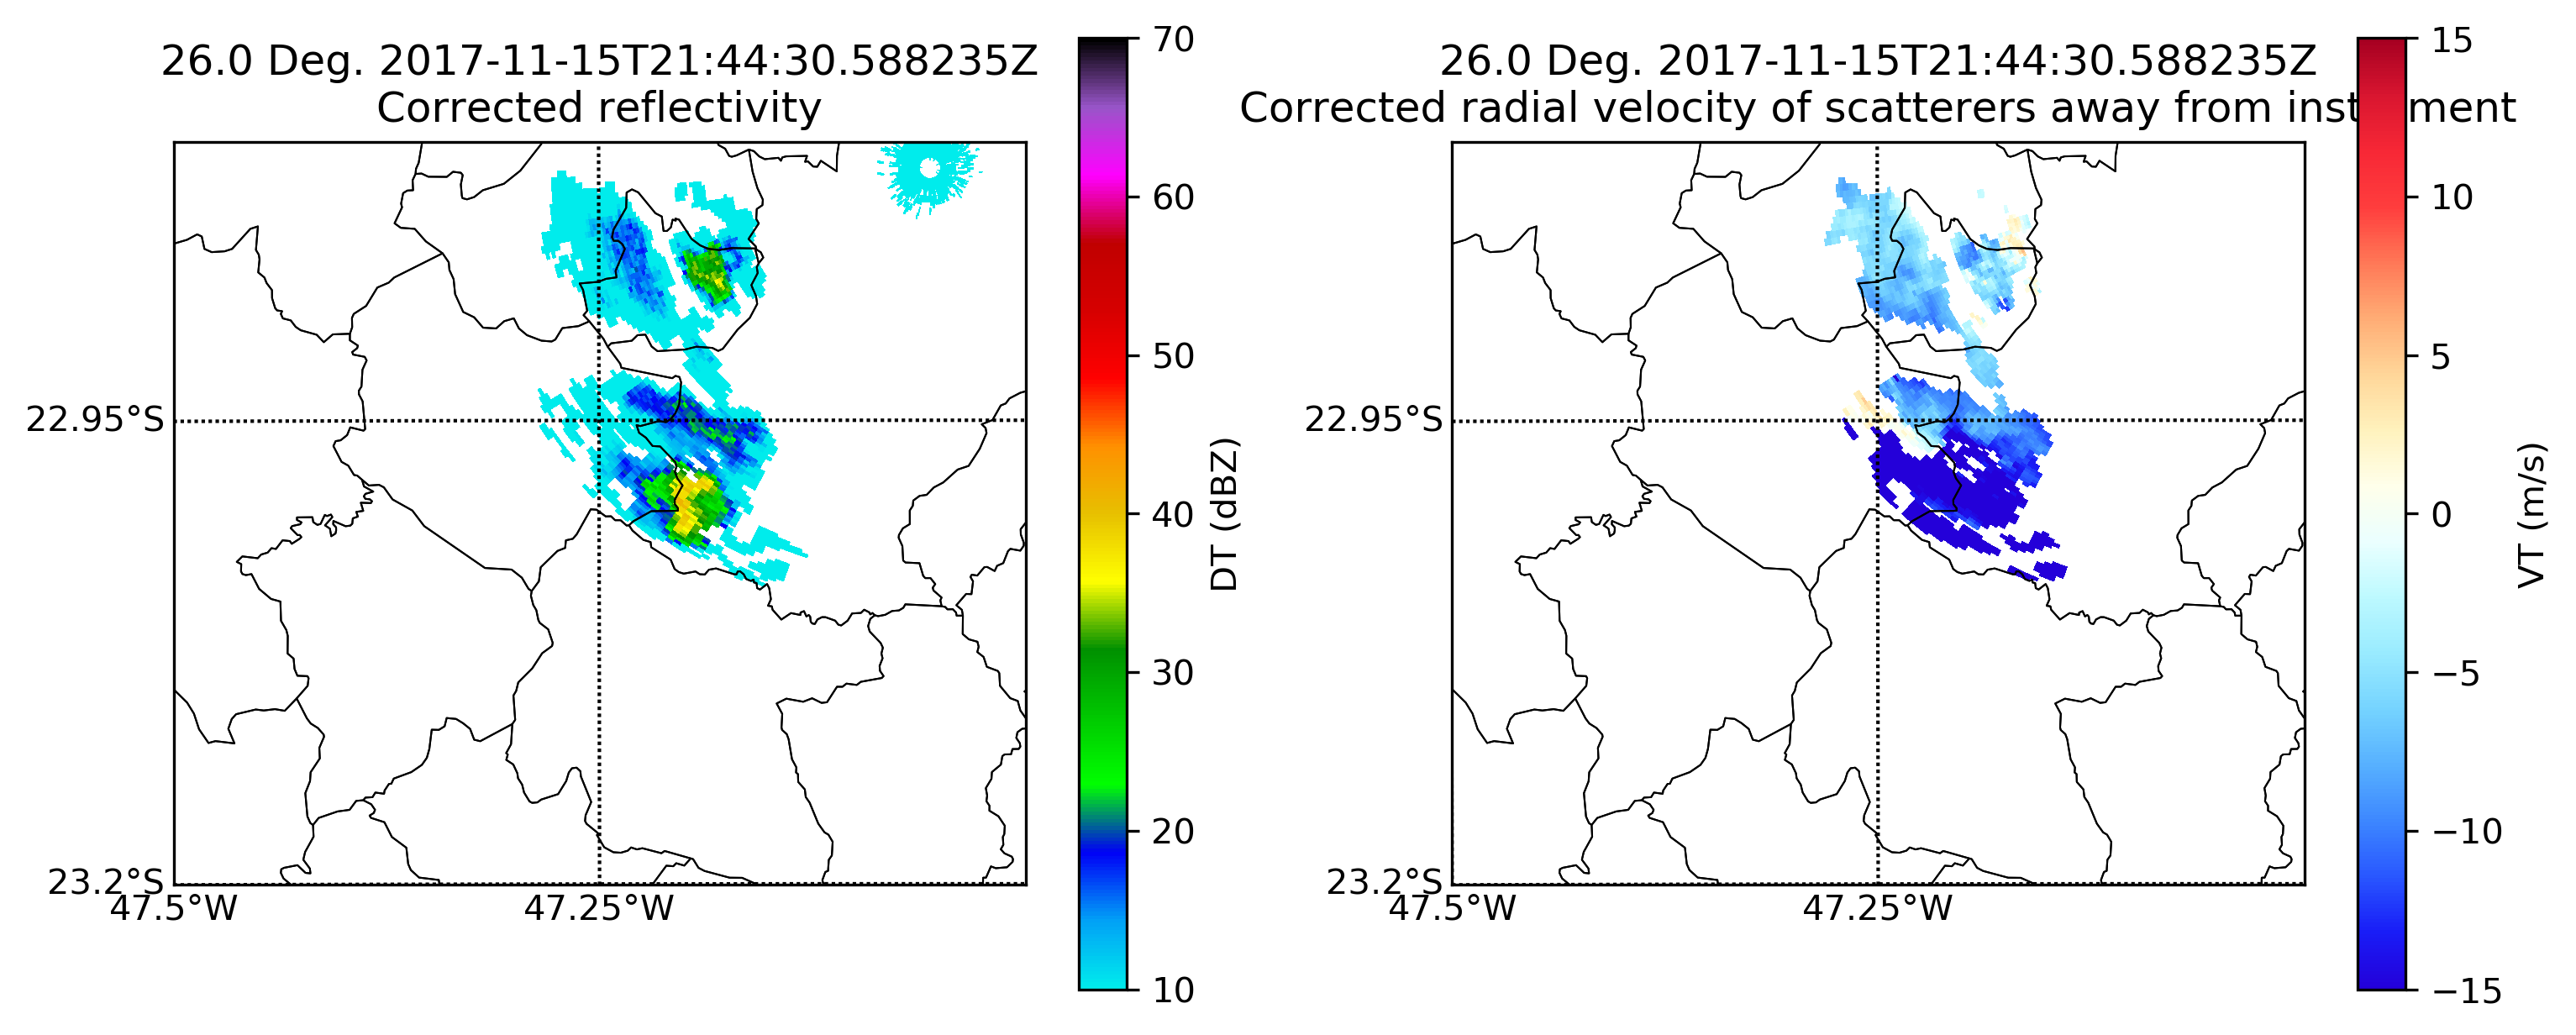 26.0 Deg. 2017-11-15T21:44:30.588235Z
Corrected reflectivity
22.95°S
23.2°S
47.5°W
47.25°W
70
60
50
40
30
20
10
DT (dBZ)
26.0 Deg. 2017-11-15T21:44:30.588235Z
Corrected radial velocity of scatterers away from inst ment
22.95°S
23.2°S
47.5°W
47.25°W
15
10
5
0
−5
−10
−15
VT (m/s)